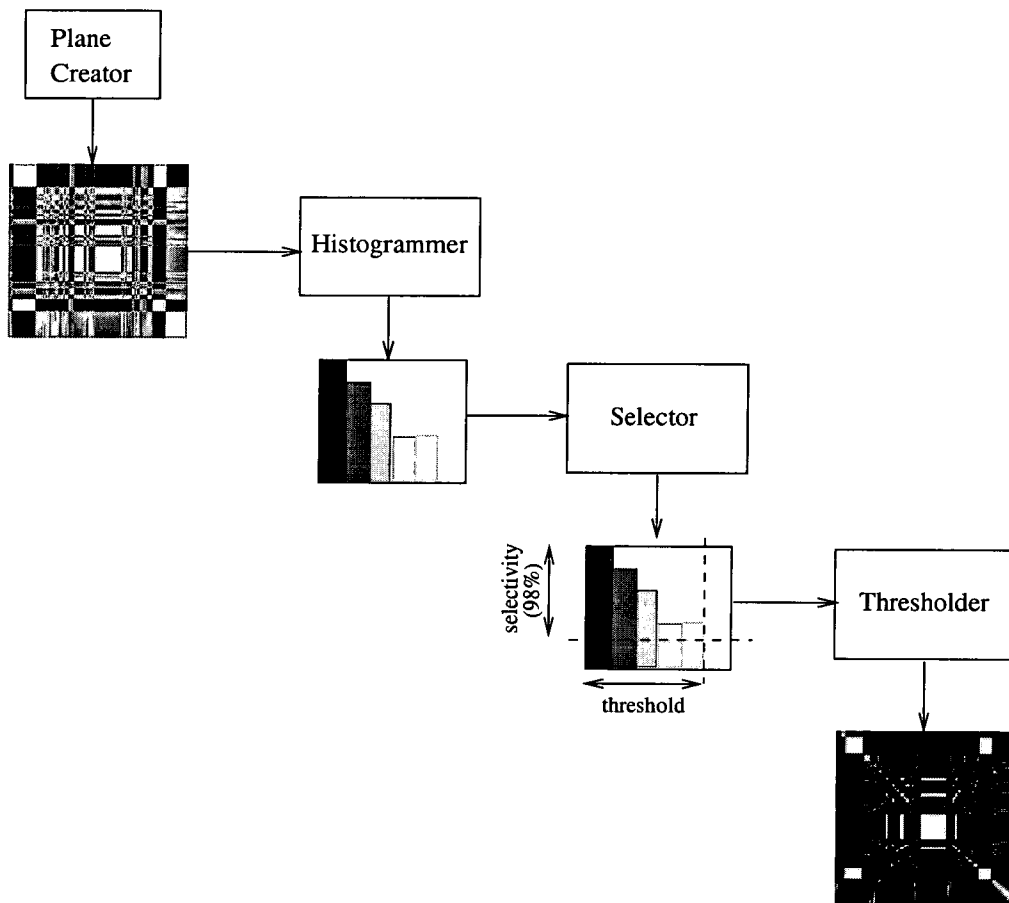 Plane
Creator
Histogrammer
Selector
selectivity
(98%)
threshold
Thresholder